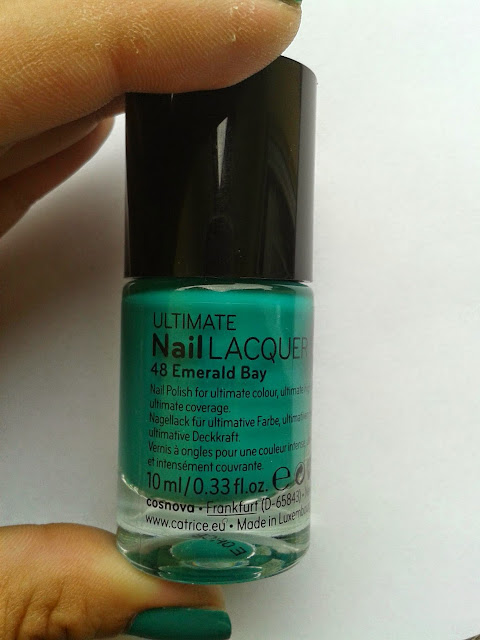 ULTIMATE
Nail LACQUER
48 Emerald Bay
Nail Polish for ultimate colour, ultimate
ultimate coverage.
Nagellack für ultimative Farbe, ultimative
ultimative Deckkraft.
Vernis à ongles pour une couleur intense,
et intensément couvrante.
10 ml/0.33 fl.oz. e
cosnova • Frankfurt (D-65843) •
www.catrice.eu • Made in Luxembou